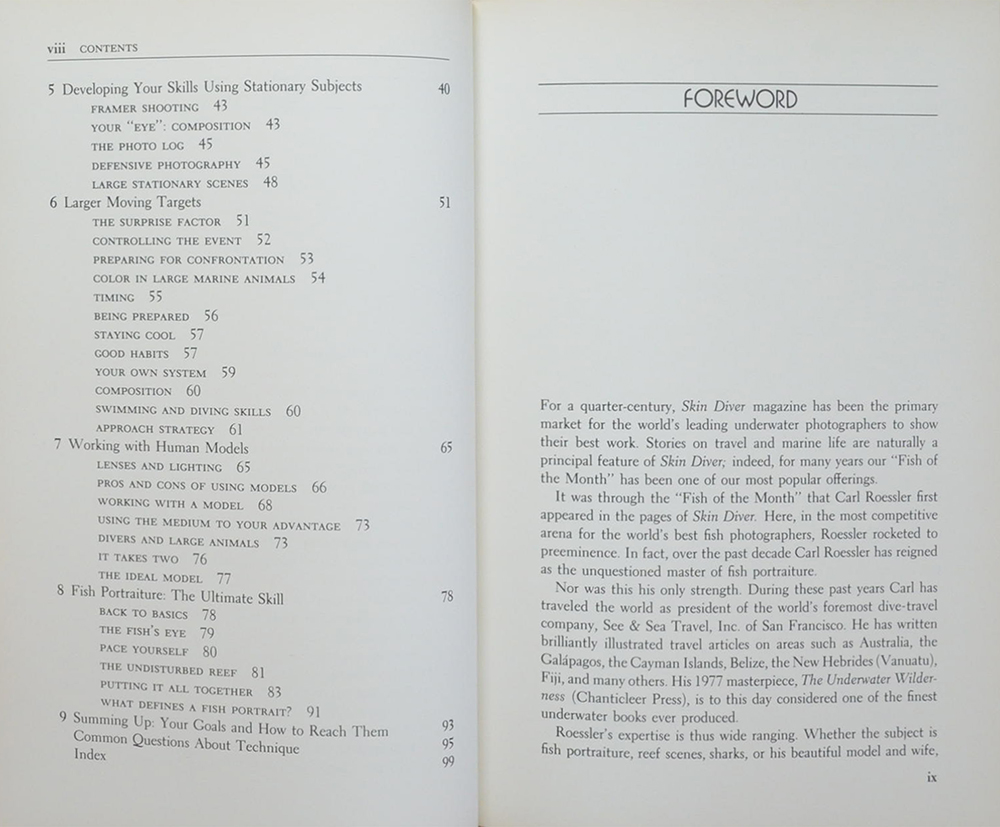 viii CONTENTS
5 Developing Your Skills Using Stationary Subjects 40
FRAMER SHOOTING 43
YOUR "EYE": COMPOSITION 43
THE PHOTO LOG 45
DEFENSIVE PHOTOGRAPHY 45
LARGE STATIONARY SCENES 48
6 Larger Moving Targets 51
THE SURPRISE FACTOR 51
CONTROLLING THE EVENT 52
PREPARING FOR CONFRONTATION 53
COLOR IN LARGE MARINE ANIMALS 54
TIMING 55
BEING PREPARED 56
STAYING COOL 57
GOOD HABITS 57
YOUR OWN SYSTEM 59
COMPOSITION 60
SWIMMING AND DIVING SKILLS 60
APPROACH STRATEGY 61
7 Working with Human Models 65
LENSES AND LIGHTING 65
PROS AND CONS OF USING MODELS 66
WORKING WITH A MODEL 68
USING THE MEDIUM TO YOUR ADVANTAGE 73
DIVERS AND LARGE ANIMALS 73
IT TAKES TWO 76
THE IDEAL MODEL 77
8 Fish Portraiture: The Ultimate Skill 78
BACK TO BASICS 78
THE FISH'S EYE 79
PACE YOURSELF 80
THE UNDISTURBED REEF 81
PUTTING IT ALL TOGETHER 83
WHAT DEFINES A FISH PORTRAIT? 91
9 Summing Up: Your Goals and How to Reach Them 93
Common Questions About Technique 95
Index 99
FOREWORD
For a quarter-century, Skin Diver magazine has been the primary
market for the world's leading underwater photographers to show
their best work. Stories on travel and marine life are naturally a
principal feature of Skin Diver; indeed, for many years our "Fish of
the Month" has been one of our most popular offerings.
It was through the "Fish of the Month" that Carl Roessler first
appeared in the pages of Skin Diver. Here, in the most competitive
arena for the world's best fish photographers, Roessler rocketed to
preeminence. In fact, over the past decade Carl Roessler has reigned
as the unquestioned master of fish portraiture.
Nor was this his only strength. During these past years Carl has
traveled the world as president of the world's foremost dive-travel
company, See & Sea Travel, Inc. of San Francisco. He has written
brilliantly illustrated travel articles on areas such as Australia, the
Galápagos, the Cayman Islands, Belize, the New Hebrides (Vanuatu),
Fiji, and many others. His 1977 masterpiece, The Underwater Wilder-
ness (Chanticleer Press), is to this day considered one of the finest
underwater books ever produced.
Roessler's expertise is thus wide ranging. Whether the subject is
fish portraiture, reef scenes, sharks, or his beautiful model and wife,
ix